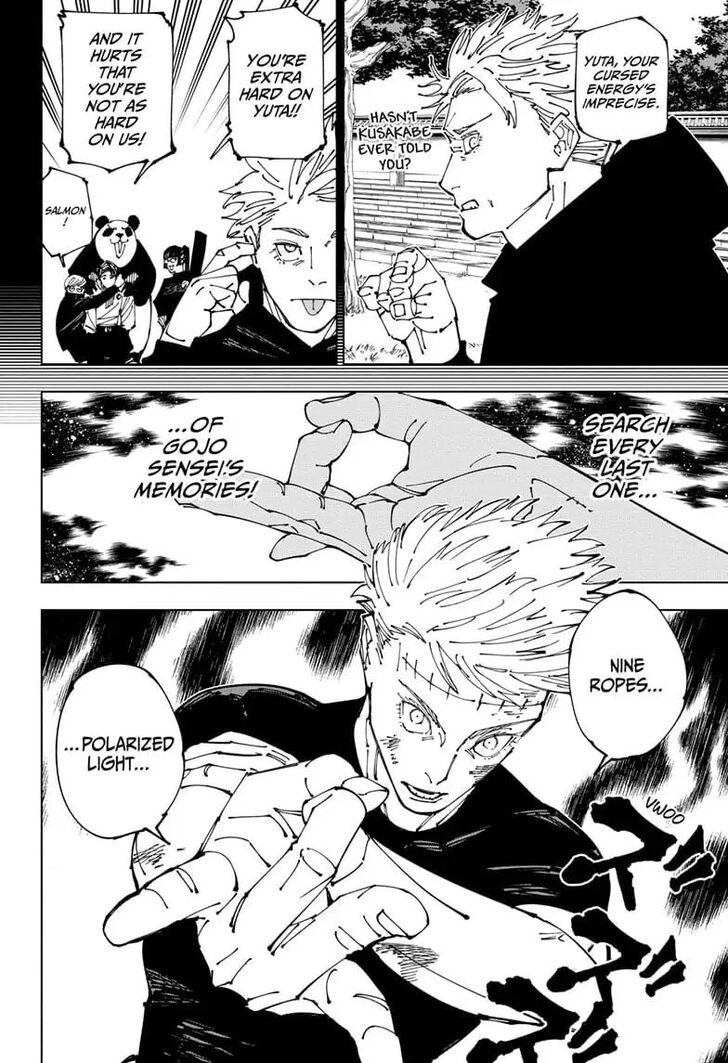 YUTA, YOUR
CURSED
ENERGY'S
IMPRECISE.
HASN'T
KUSAKABE
EVER TOLD
YOU?
YOU'RE
EXTRA
HARD ON
YUTA!!
AND IT
HURTS
THAT
YOU'RE
NOT AS
HARD
ON US!
SALMON
!
SEARCH
EVERY
LAST
ONE...
...OF
GOJO
SENSEI'S
MEMORIES!
NINE
ROPES...
...POLARIZED
LIGHT...
VWOO